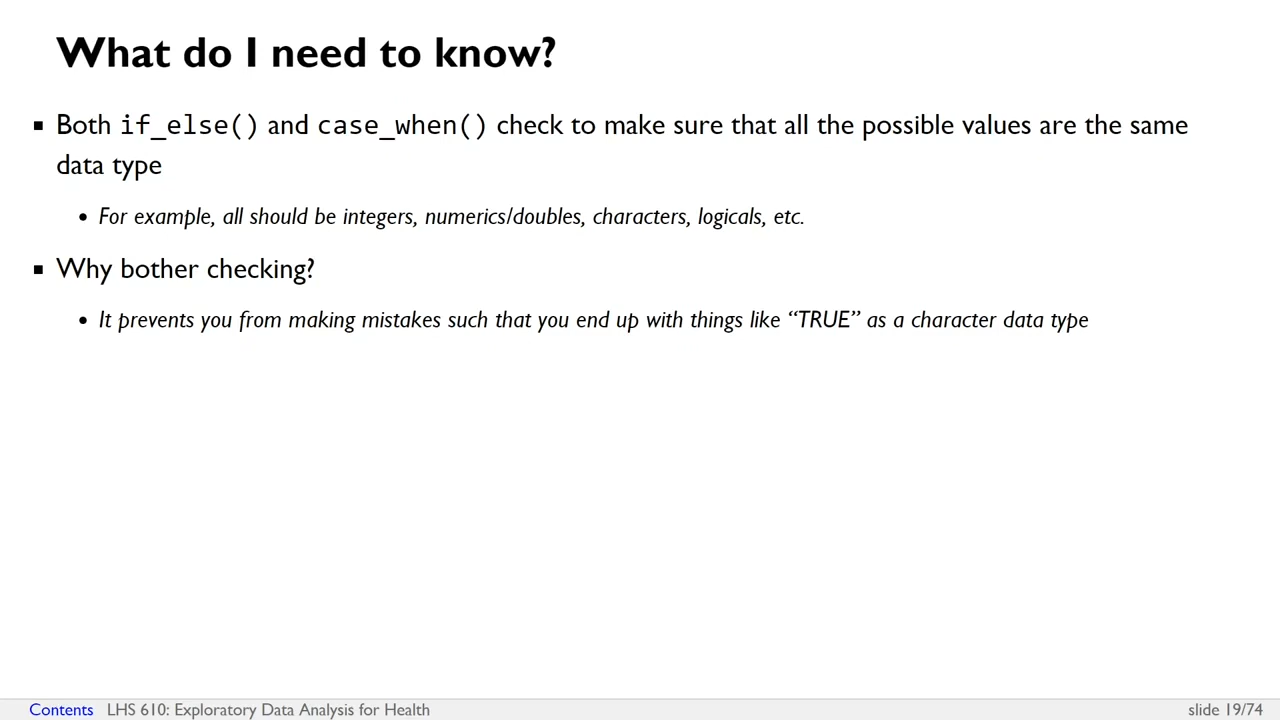 What do I need to know?
Both if_else() and case_when() check to make sure that all the possible values are the same
data type
For example, all should be integers, numerics/doubles, characters, logicals, etc.
Why bother checking?
It prevents you from making mistakes such that you end up with things like “TRUE” as a character data type
Contents LHS 610: Exploratory Data Analysis for Health slide 19/74